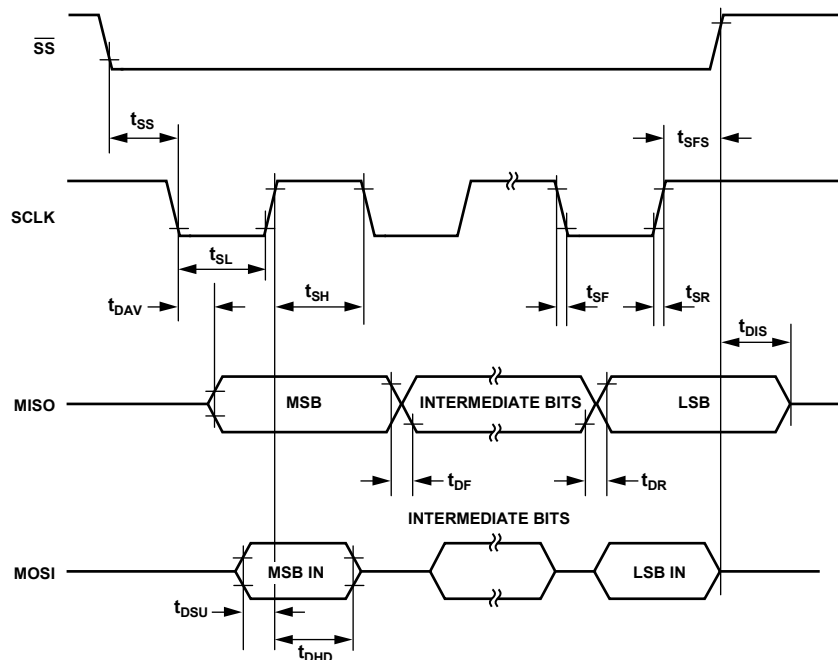 SS
tSS
tSFS
SCLK
tSL
tSH
tSF
tSR
tDAV
tDIS
MISO
MSB
INTERMEDIATE BITS
LSB
tDF
tDR
INTERMEDIATE BITS
MOSI
MSB IN
LSB IN
tDSU
tDHD